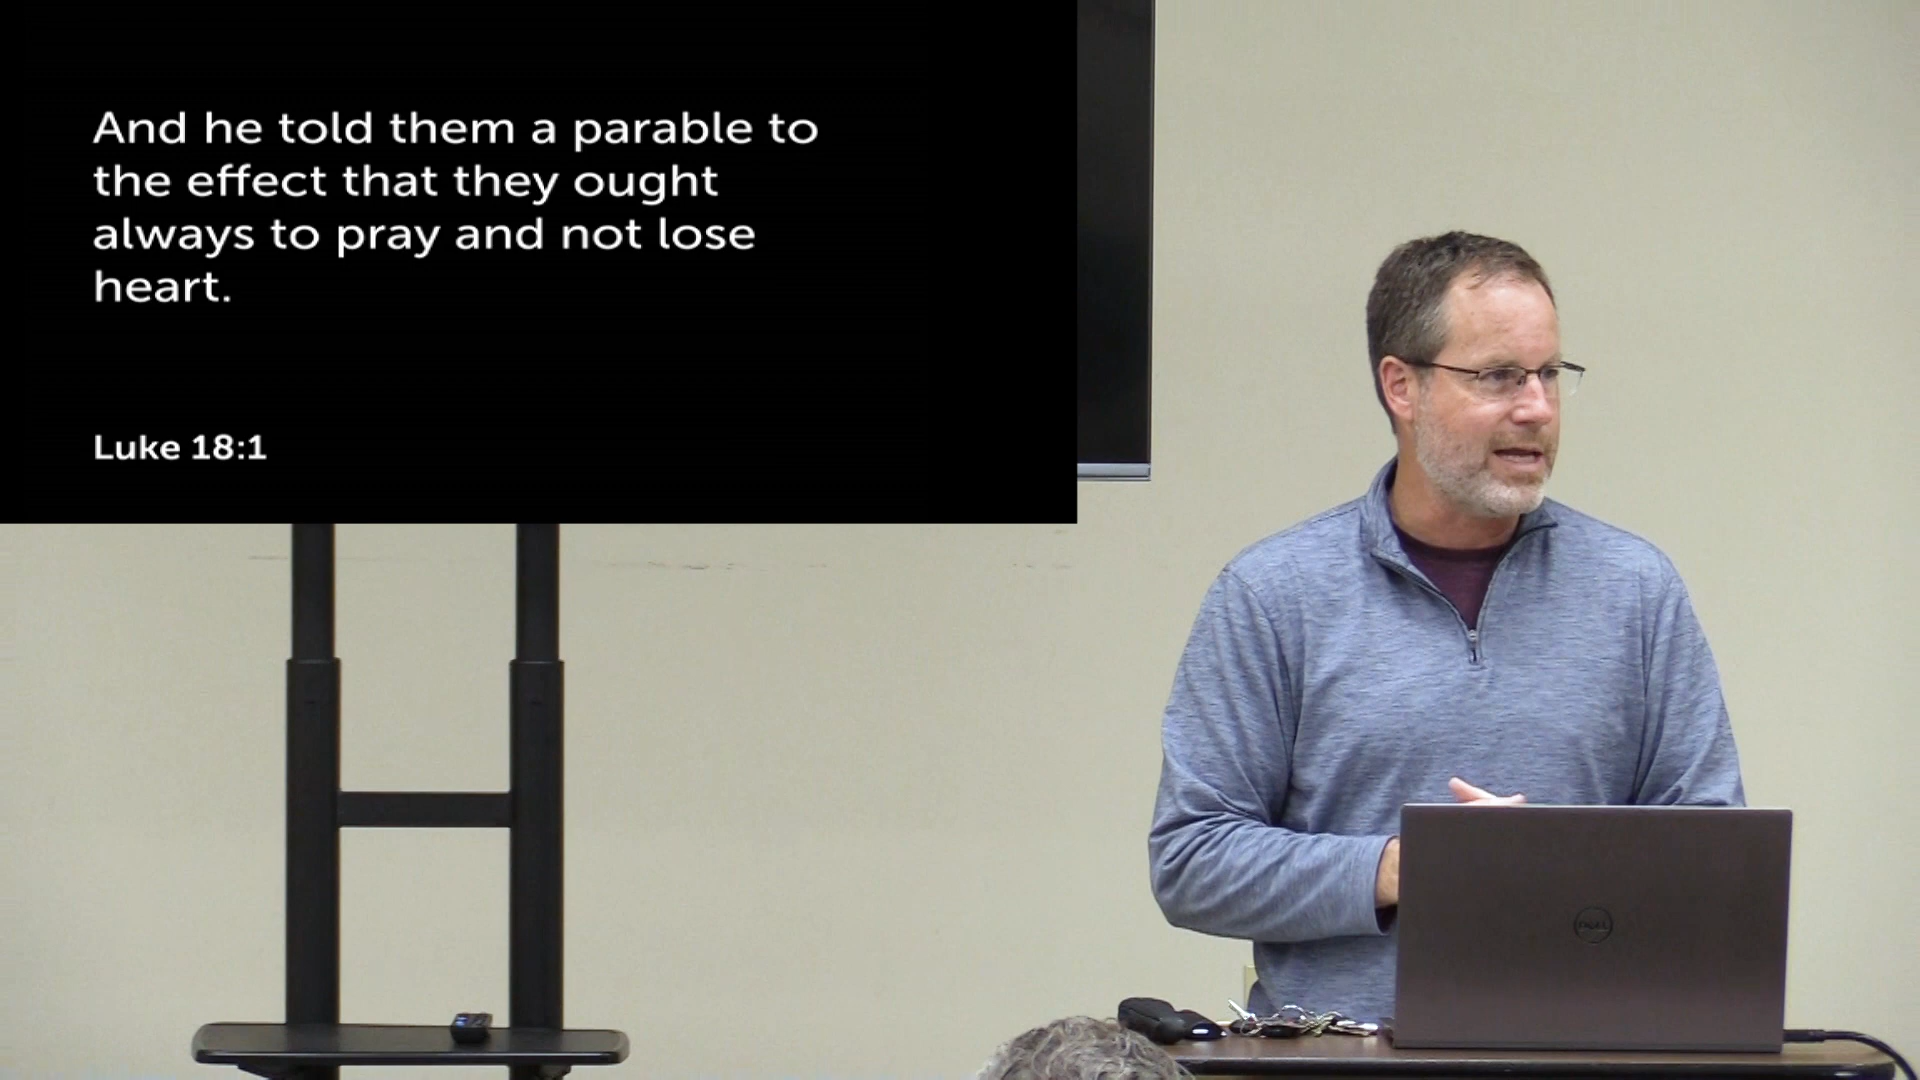 And he told them a parable to
the effect that they ought
always to pray and not lose
heart.
Luke 18:1
DELL